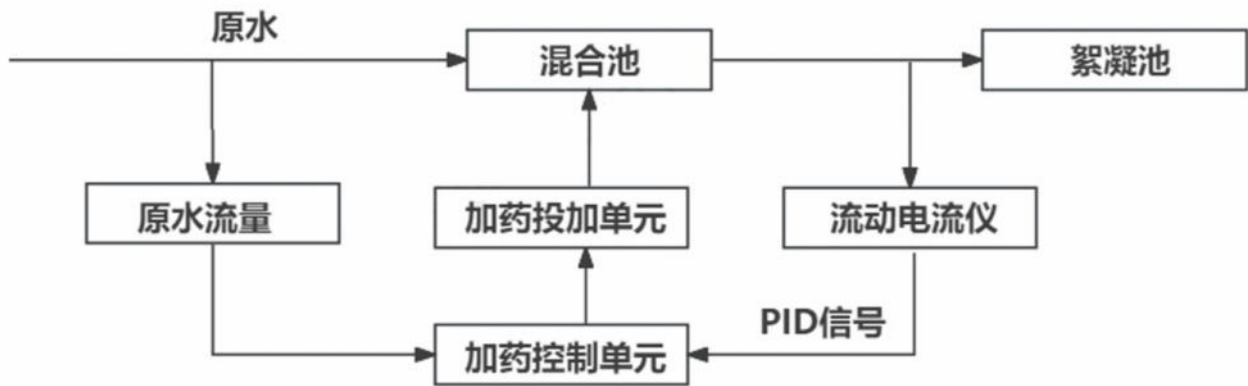 原水
混合池
絮凝池
原水流量
加药投加单元
流动电流仪
PID信号
加药控制单元